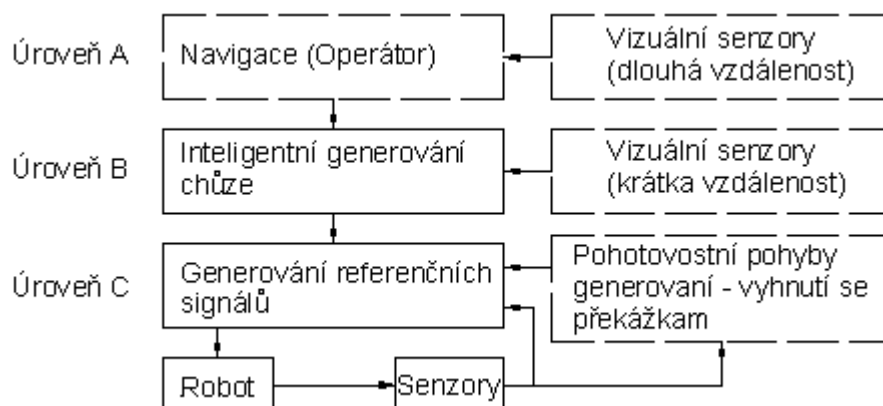 Úroveň A
Navigace (Operátor)
Vizuální senzory
(dlouhá vzdálenost)
Úroveň B
Inteligentní generování
chůze
Vizuální senzory
(krátka vzdálenost)
Úroveň C
Generování referenčních
signálů
Pohotovostní pohyby
generovaní - vyhnutí se
překážkam
Robot
Senzory